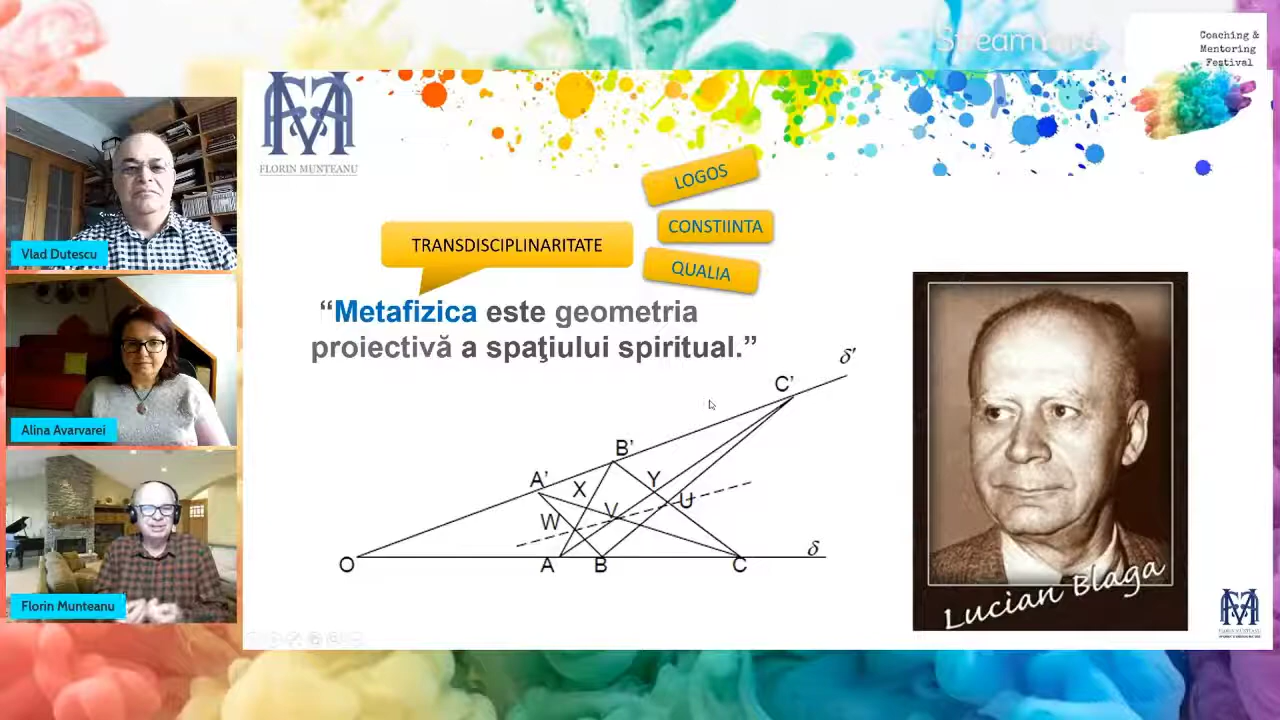 StreamYard
Coaching &
Mentoring
Festival
FLORIN MUNTEANU
LOGOS
CONSTIINTA
QUALIA
TRANSDISCIPLINARITATE
“Metafizica este geometria
proiectivă a spaţiului spiritual.”
δ'
C'
B'
A'
X
Y
U
V
W
O
A
B
C
δ
Lucian Blaga
Vlad Dutescu
Alina Avarvarei
Florin Munteanu